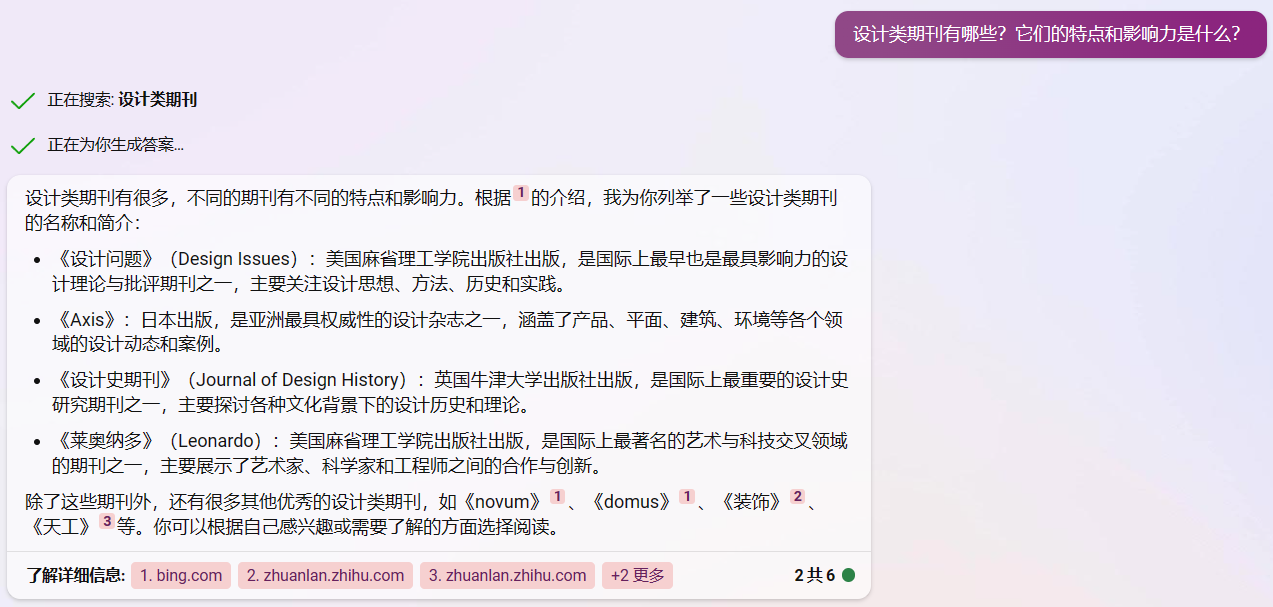 设计类期刊有哪些？它们的特点和影响力是什么？
正在搜索: 设计类期刊
正在为你生成答案...
设计类期刊有很多，不同的期刊有不同的特点和影响力。根据1的介绍，我为你列举了一些设计类期刊
的名称和简介：
• 《设计问题》（Design Issues）：美国麻省理工学院出版社出版，是国际上最早也是最具影响力的设
计理论与批评期刊之一，主要关注设计思想、方法、历史和实践。
• 《Axis》：日本出版，是亚洲最具权威性的设计杂志之一，涵盖了产品、平面、建筑、环境等各个领
域的设计动态和案例。
• 《设计史期刊》（Journal of Design History）：英国牛津大学出版社出版，是国际上最重要的设计史
研究期刊之一，主要探讨各种文化背景下的设计历史和理论。
• 《莱奥纳多》（Leonardo）：美国麻省理工学院出版社出版，是国际上最著名的艺术与科技交叉领域
的期刊之一，主要展示了艺术家、科学家和工程师之间的合作与创新。
除了这些期刊外，还有很多其他优秀的设计类期刊，如《novum》1、《domus》1、《装饰》2、
《天工》3等。你可以根据自己感兴趣或需要了解的方面选择阅读。
了解详细信息: 1. bing.com 2. zhuanlan.zhihu.com 3. zhuanlan.zhihu.com +2 更多 2 共 6